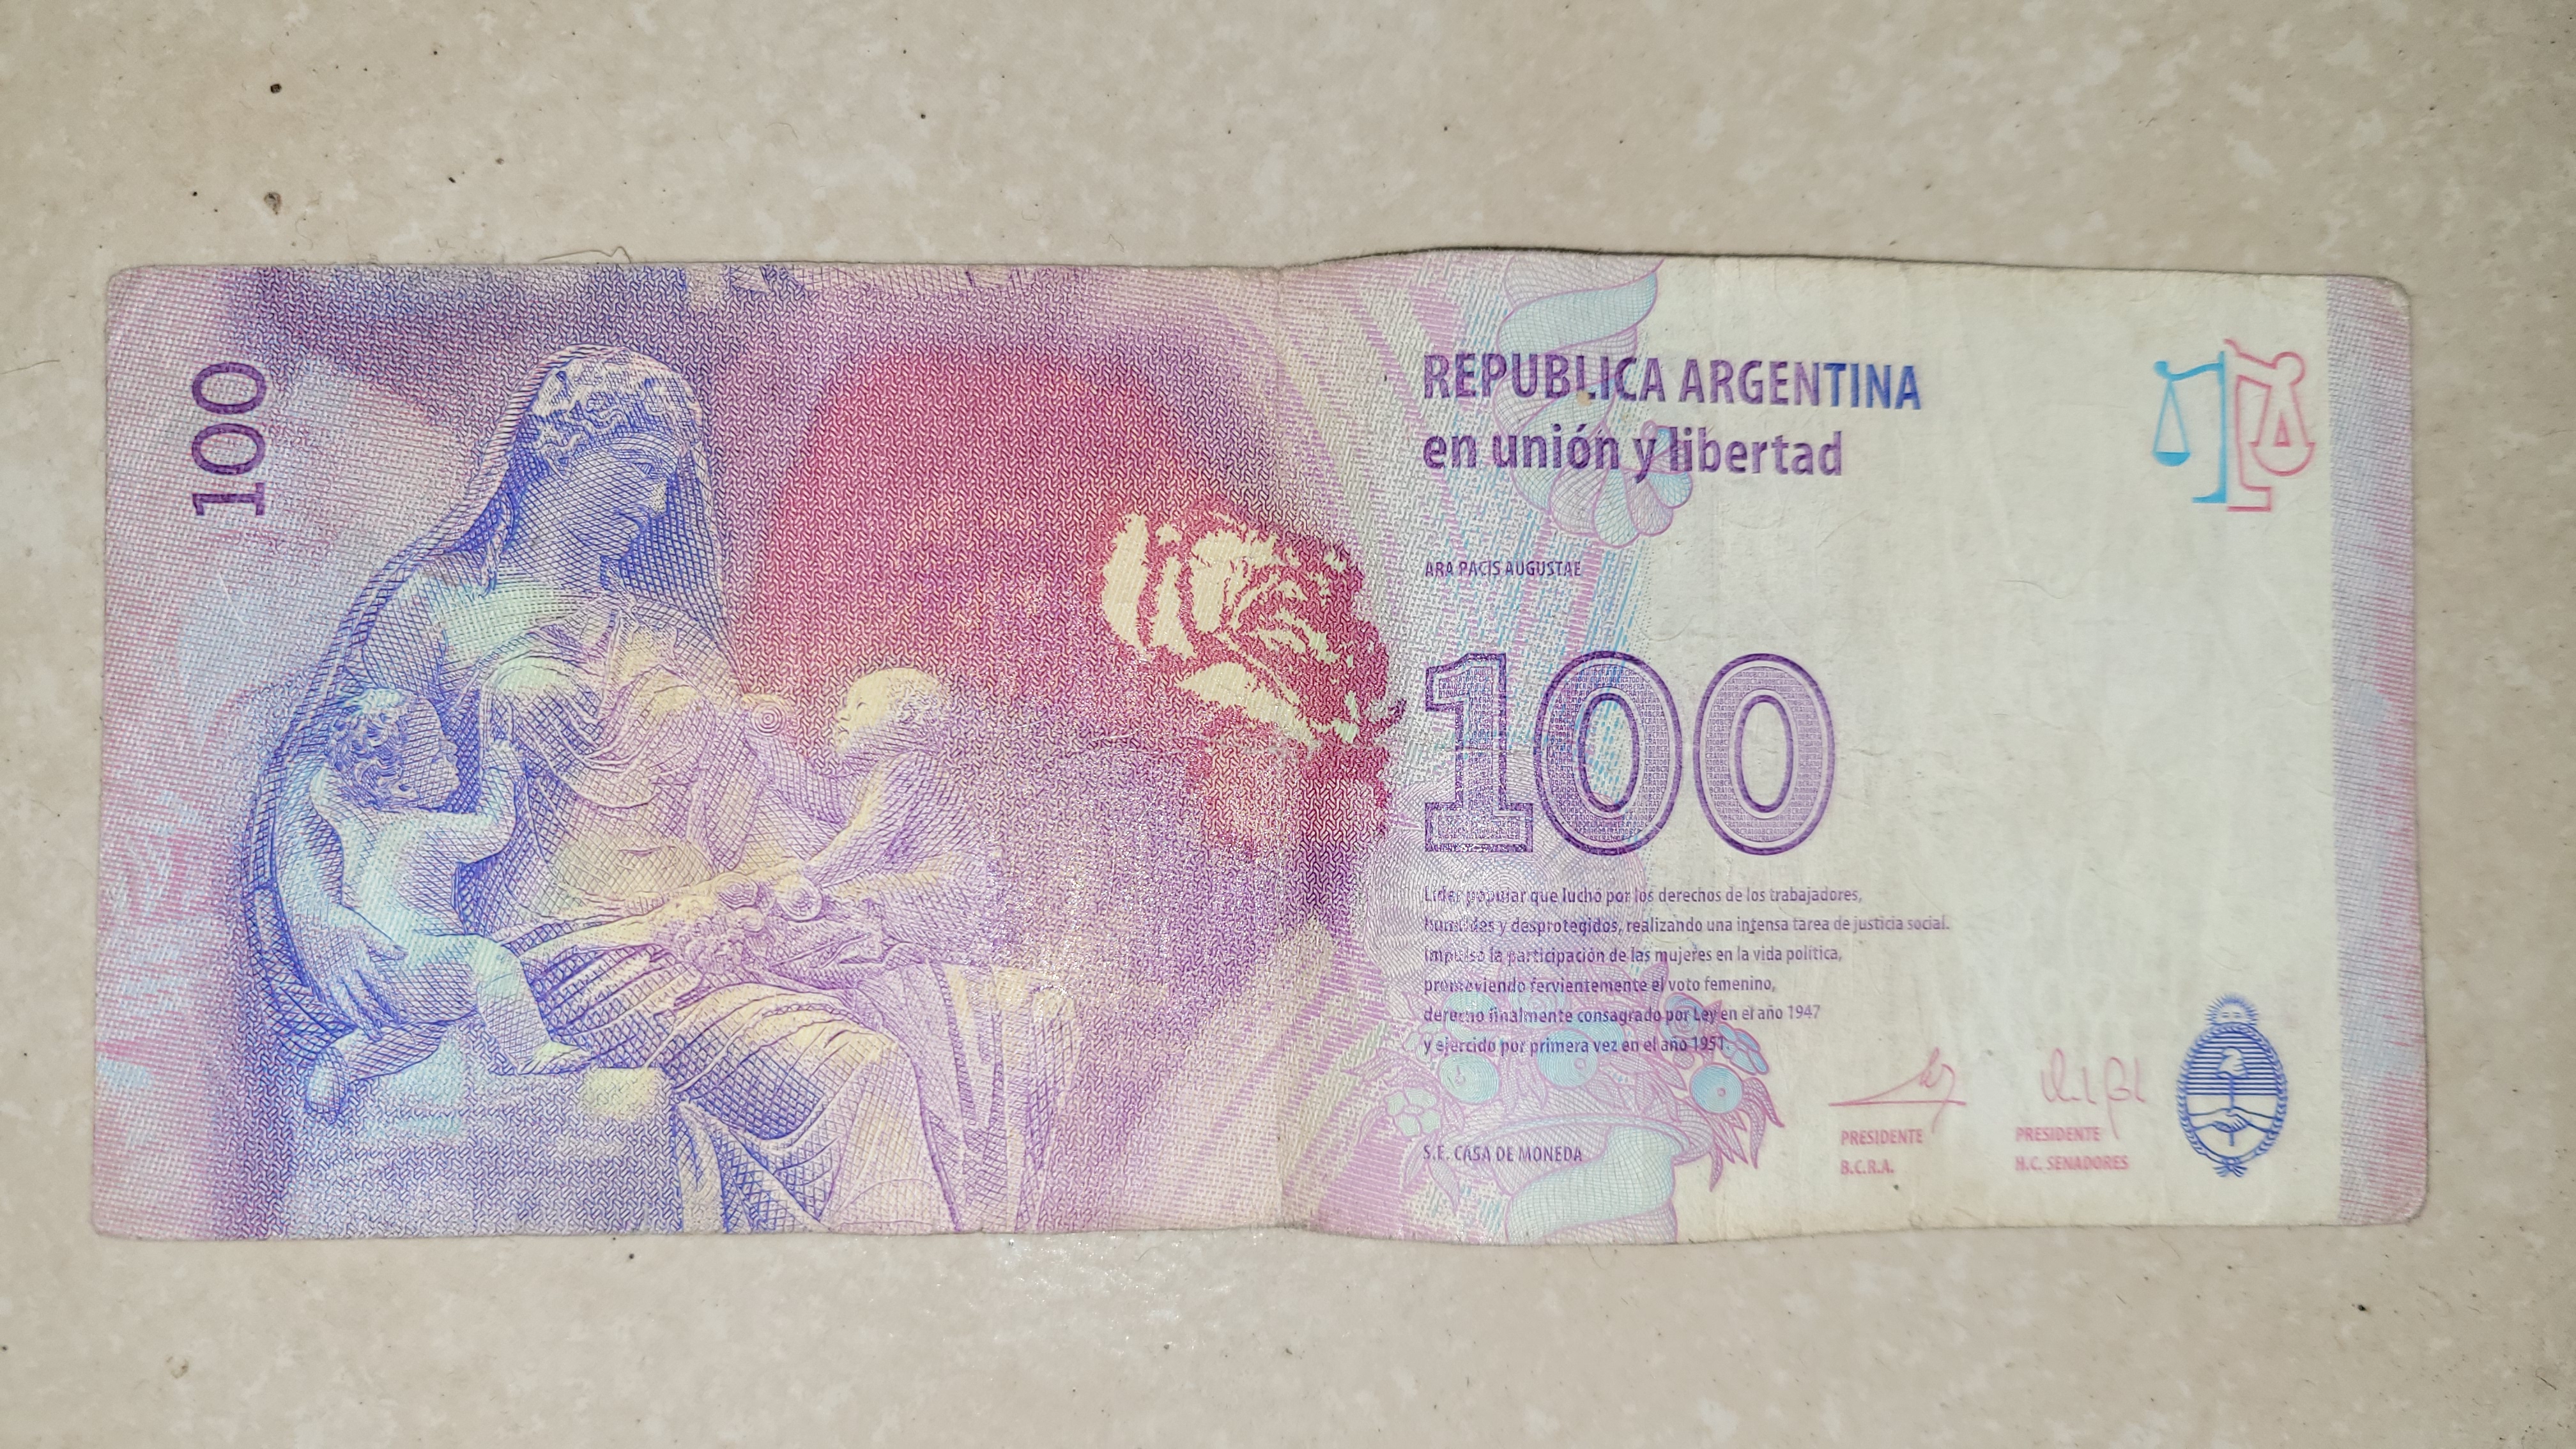 100
REPUBLICA ARGENTINA
en unión y libertad
ARA PACIS AUGUSTAE
100
Líder popular que luchó por los derechos de los trabajadores,
humildes y desprotegidos, realizando una intensa tarea de justicia social.
Impulsó la participación de las mujeres en la vida política,
promoviendo fervientemente el voto femenino,
derecho finalmente consagrado por Ley en el año 1947
y ejercido por primera vez en el año 1951.
S.E. CASA DE MONEDA
PRESIDENTE
B.C.R.A.
PRESIDENTE
H.C. SENADORES